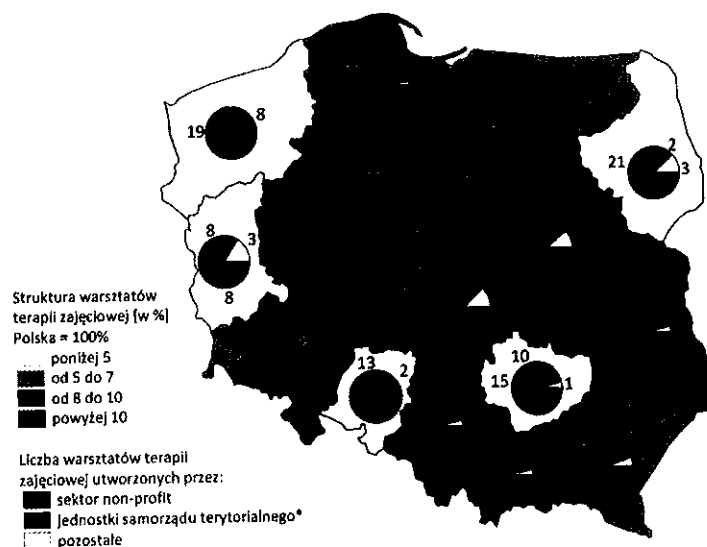 8
19
2
21
3
8
3
8
Struktura warsztatów
terapii zajęciowej [w %]
Polska = 100%
poniżej 5
od 5 do 7
od 8 do 10
powyżej 10
13
2
10
15
1
Liczba warsztatów terapii
zajęciowej utworzonych przez:
sektor non-profit
jednostki samorządu terytorialnego*
pozostałe